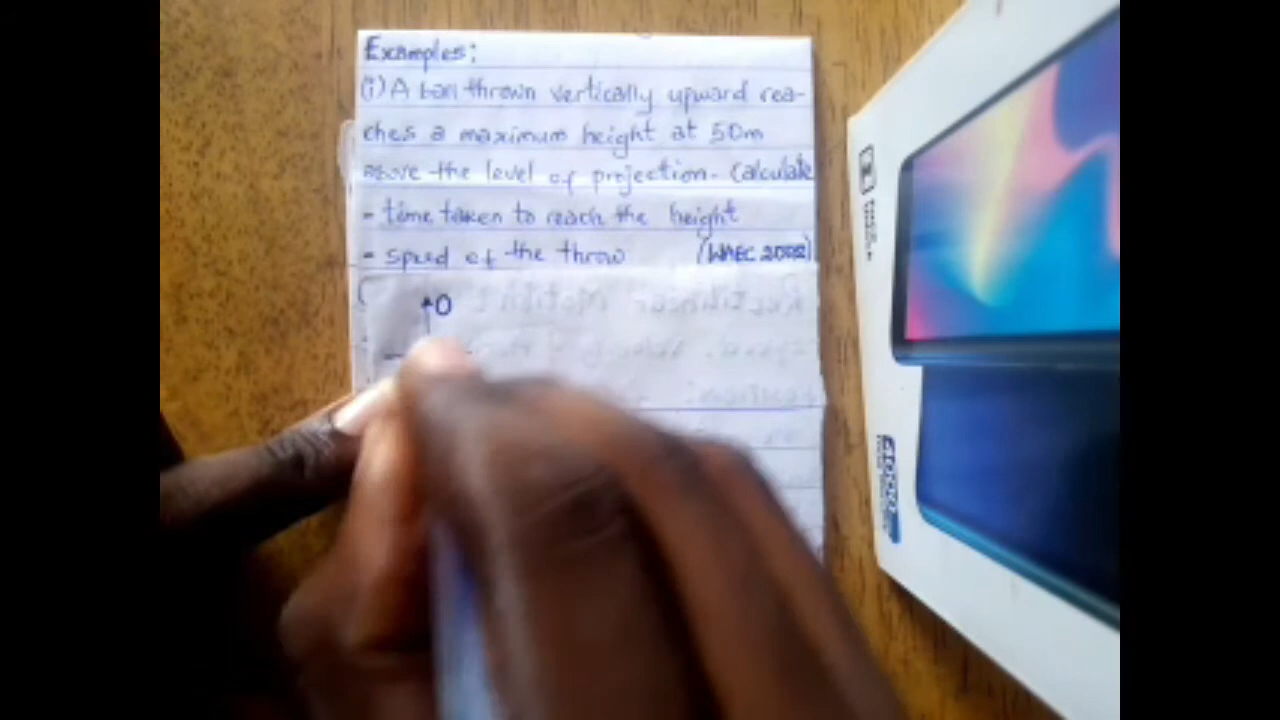 Examples:
(i) A ball thrown vertically upward rea-
ches a maximum height at 50m
above the level of projection. Calculate
- time taken to reach the height
- speed of the throw (WAEC 2008)
0